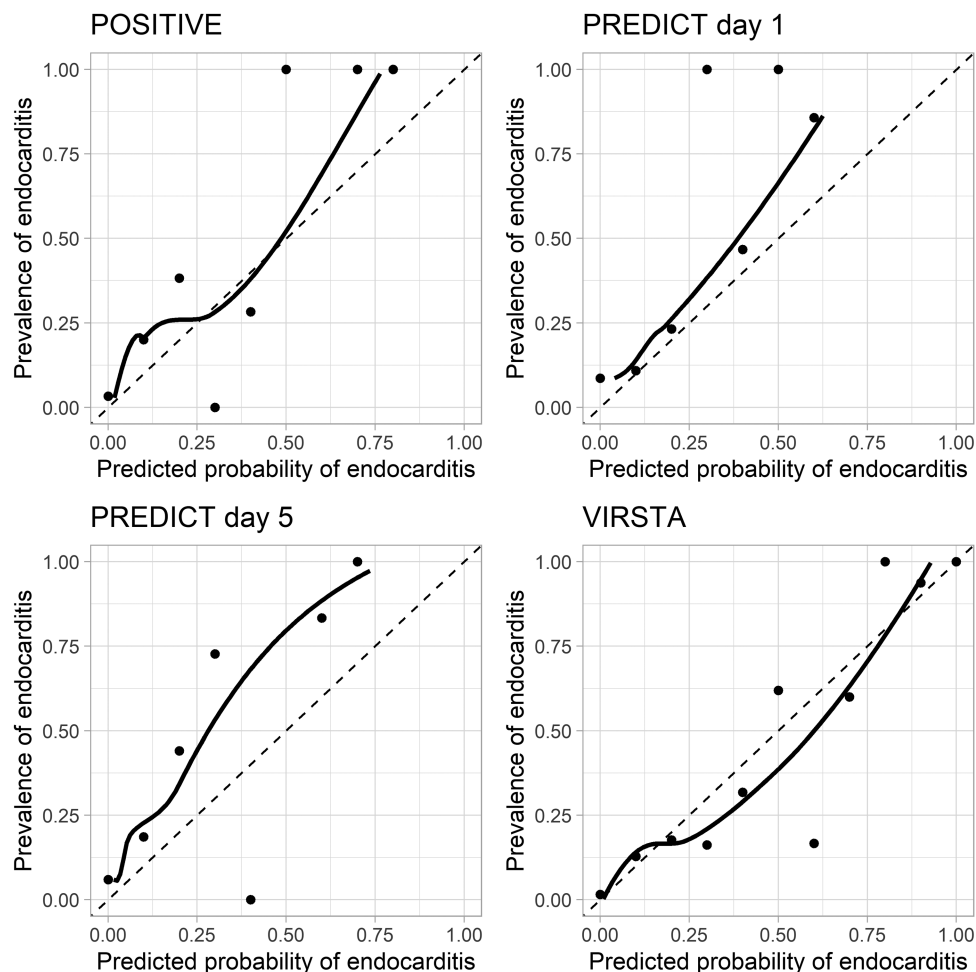 POSITIVE
1.00
0.75
0.50
0.25
0.00
Prevalence of endocarditis
0.00 0.25 0.50 0.75 1.00
Predicted probability of endocarditis
PREDICT day 1
1.00
0.75
0.50
0.25
0.00
Prevalence of endocarditis
0.00 0.25 0.50 0.75 1.00
Predicted probability of endocarditis
PREDICT day 5
1.00
0.75
0.50
0.25
0.00
Prevalence of endocarditis
0.00 0.25 0.50 0.75 1.00
Predicted probability of endocarditis
VIRSTA
1.00
0.75
0.50
0.25
0.00
Prevalence of endocarditis
0.00 0.25 0.50 0.75 1.00
Predicted probability of endocarditis